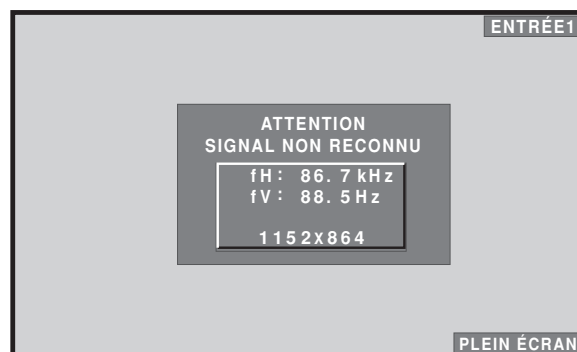 ENTRÉE1
ATTENTION
SIGNAL NON RECONNU
fH: 86.7kHz
fV: 88.5Hz
1152X864
PLEIN ÉCRAN